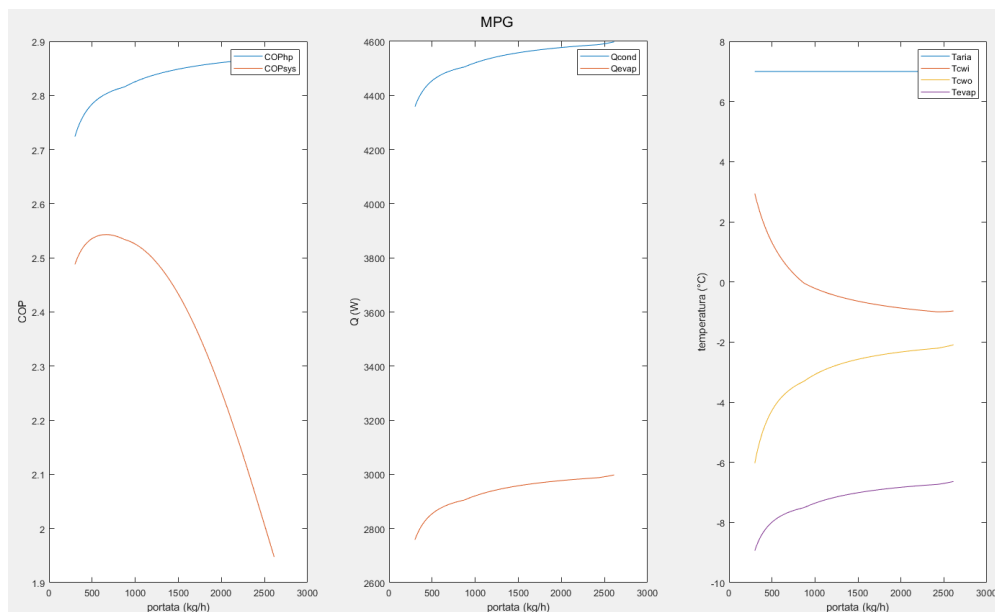 MPG
2.9
2.8
2.7
2.6
2.5
2.4
2.3
2.2
2.1
2
1.9
COP
0 500 1000 1500 2000 2500 3000
portata (kg/h)
COPhp
COPsys
4600
4400
4200
4000
3800
3600
3400
3200
3000
2800
2600
Q (W)
0 500 1000 1500 2000 2500 3000
portata (kg/h)
Qcond
Qevap
8
6
4
2
0
-2
-4
-6
-8
-10
temperatura (°C)
0 500 1000 1500 2000 2500 3000
portata (kg/h)
Taria
Tcwi
Tcwo
Tevap